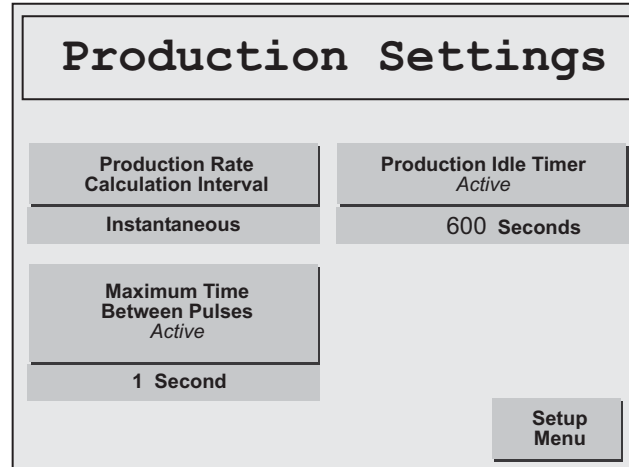 Production Settings
Production Rate
Calculation Interval
Instantaneous
Production Idle Timer
Active
600 Seconds
Maximum Time
Between Pulses
Active
1 Second
Setup
Menu